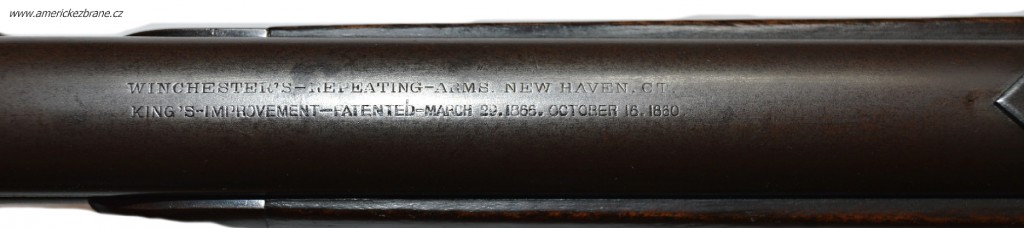 www.americkezbrane.cz
WINCHESTER'S-REPEATING-ARMS. NEW HAVEN. CT.
KING'S-IMPROVEMENT-PATENTED-MARCH 29.1866. OCTOBER 16.1860